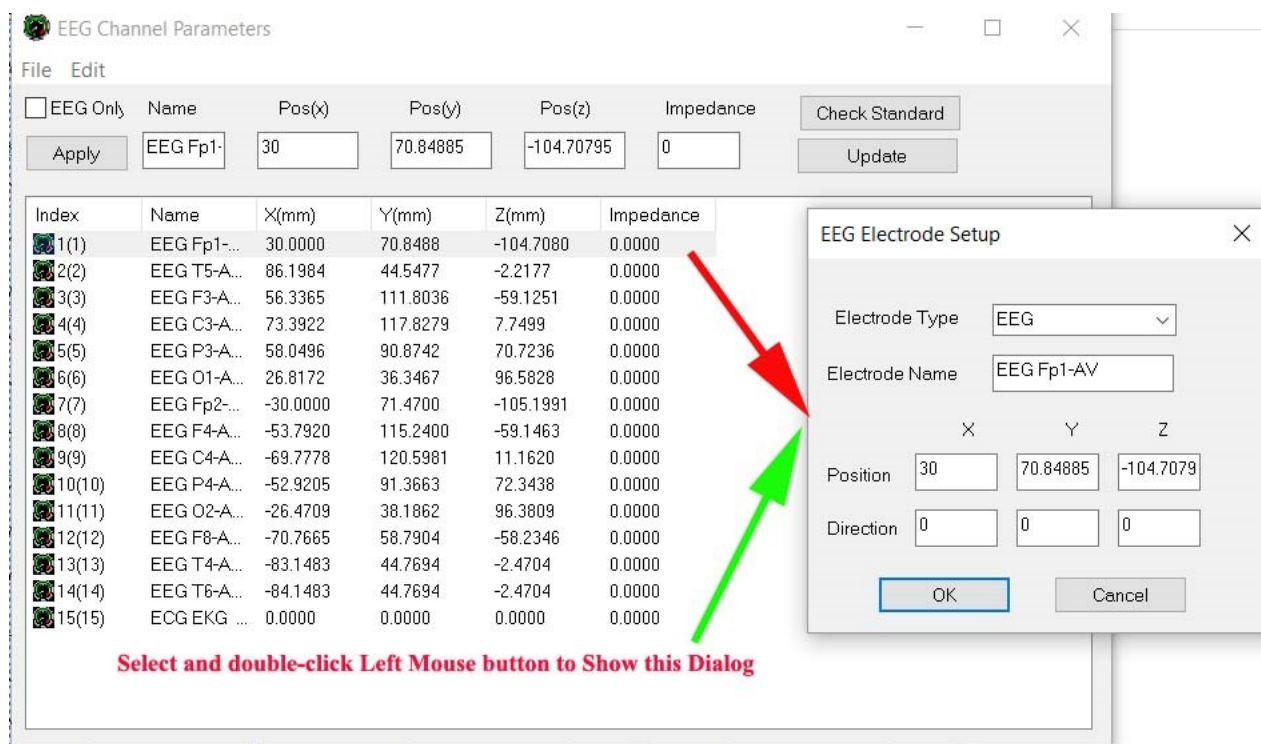 EEG Channel Parameters
File Edit
EEG Only Name Pos(x) Pos(y) Pos(z) Impedance Check Standard
Apply EEG Fp1- 30 70.84885 -104.70795 0 Update
Index Name X(mm) Y(mm) Z(mm) Impedance
1(1) EEG Fp1-... 30.0000 70.8488 -104.7080 0.0000
2(2) EEG T5-A... 86.1984 44.5477 -2.2177 0.0000
3(3) EEG F3-A... 56.3365 111.8036 -59.1251 0.0000
4(4) EEG C3-A... 73.3922 117.8279 7.7499 0.0000
5(5) EEG P3-A... 58.0496 90.8742 70.7236 0.0000
6(6) EEG O1-A... 26.8172 36.3467 96.5828 0.0000
7(7) EEG Fp2-... -30.0000 71.4700 -105.1991 0.0000
8(8) EEG F4-A... -53.7920 115.2400 -59.1463 0.0000
9(9) EEG C4-A... -69.7778 120.5981 11.1620 0.0000
10(10) EEG P4-A... -52.9205 91.3663 72.3438 0.0000
11(11) EEG O2-A... -26.4709 38.1862 96.3809 0.0000
12(12) EEG F8-A... -70.7665 58.7904 -58.2346 0.0000
13(13) EEG T4-A... -83.1483 44.7694 -2.4704 0.0000
14(14) EEG T6-A... -84.1483 44.7694 -2.4704 0.0000
15(15) ECG EKG ... 0.0000 0.0000 0.0000 0.0000
Select and double-click Left Mouse button to Show this Dialog
EEG Electrode Setup
Electrode Type EEG
Electrode Name EEG Fp1-AV
X Y Z
Position 30 70.84885 -104.7079
Direction 0 0 0
OK Cancel